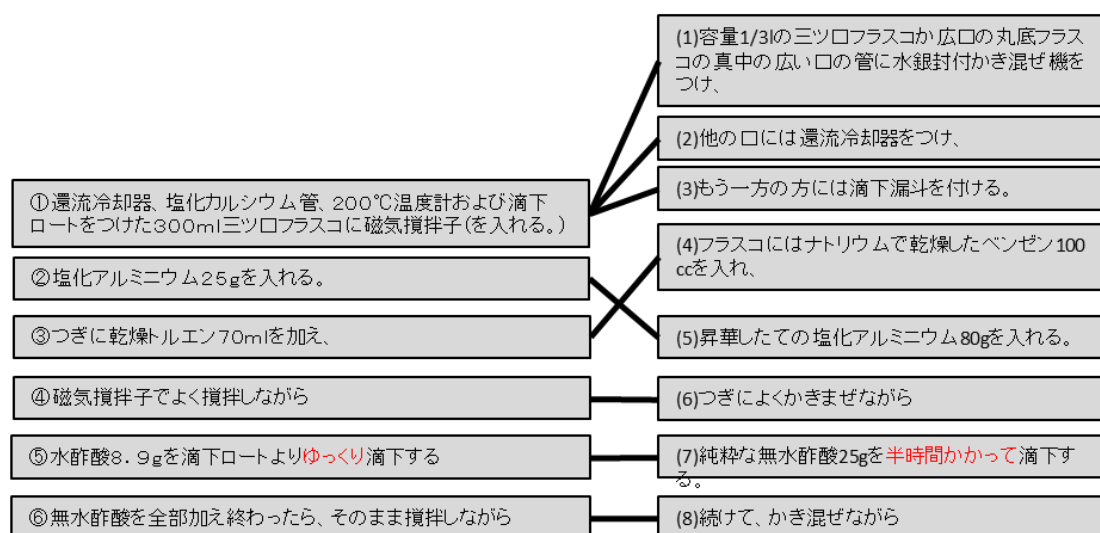 ①還流冷却器、塩化カルシウム管、200℃温度計および滴下
ロートをつけた300ml三ツ口フラスコに磁気撹拌子(を入れる。)
②塩化アルミニウム25gを入れる。
③つぎに乾燥トルエン70mlを加え、
④磁気撹拌子でよく撹拌しながら
⑤氷酢酸8.9gを滴下ロートよりゆっくり滴下する
⑥無水酢酸を全部加え終わったら、そのまま撹拌しながら
(1)容量1/3lの三ツ口フラスコか広口の丸底フラス
コの真中の広い口の管に水銀封付かき混ぜ機を
つけ、
(2)他の口には還流冷却器をつけ、
(3)もう一方の方には滴下漏斗を付ける。
(4)フラスコにはナトリウムで乾燥したベンゼン100
ccを入れ、
(5)昇華したての塩化アルミニウム80gを入れる。
(6)つぎによくかきまぜながら
(7)純粋な無水酢酸25gを半時間かかって滴下す
る。
(8)続けて、かき混ぜながら